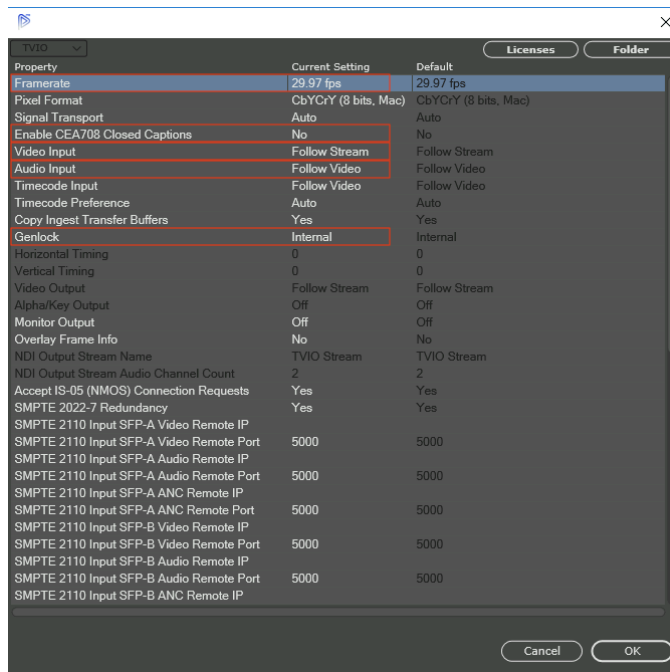 TVIO Licenses Folder
Property Current Setting Default
Framerate 29.97 fps 29.97 fps
Pixel Format CbYCrY (8 bits, Mac) CbYCrY (8 bits, Mac)
Signal Transport Auto Auto
Enable CEA708 Closed Captions No No
Video Input Follow Stream Follow Stream
Audio Input Follow Video Follow Video
Timecode Input Follow Video Follow Video
Timecode Preference Auto Auto
Copy Ingest Transfer Buffers Yes Yes
Genlock Internal Internal
Horizontal Timing 0 0
Vertical Timing 0 0
Video Output Follow Stream Follow Stream
Alpha/Key Output Off Off
Monitor Output Off Off
Overlay Frame Info No No
NDI Output Stream Name TVIO Stream TVIO Stream
NDI Output Stream Audio Channel Count 2 2
Accept IS-05 (NMOS) Connection Requests Yes Yes
SMPTE 2022-7 Redundancy Yes Yes
SMPTE 2110 Input SFP-A Video Remote IP
SMPTE 2110 Input SFP-A Video Remote Port 5000 5000
SMPTE 2110 Input SFP-A Audio Remote IP
SMPTE 2110 Input SFP-A Audio Remote Port 5000 5000
SMPTE 2110 Input SFP-A ANC Remote IP
SMPTE 2110 Input SFP-A ANC Remote Port 5000 5000
SMPTE 2110 Input SFP-B Video Remote IP
SMPTE 2110 Input SFP-B Video Remote Port 5000 5000
SMPTE 2110 Input SFP-B Audio Remote IP
SMPTE 2110 Input SFP-B Audio Remote Port 5000 5000
SMPTE 2110 Input SFP-B ANC Remote IP
Cancel OK